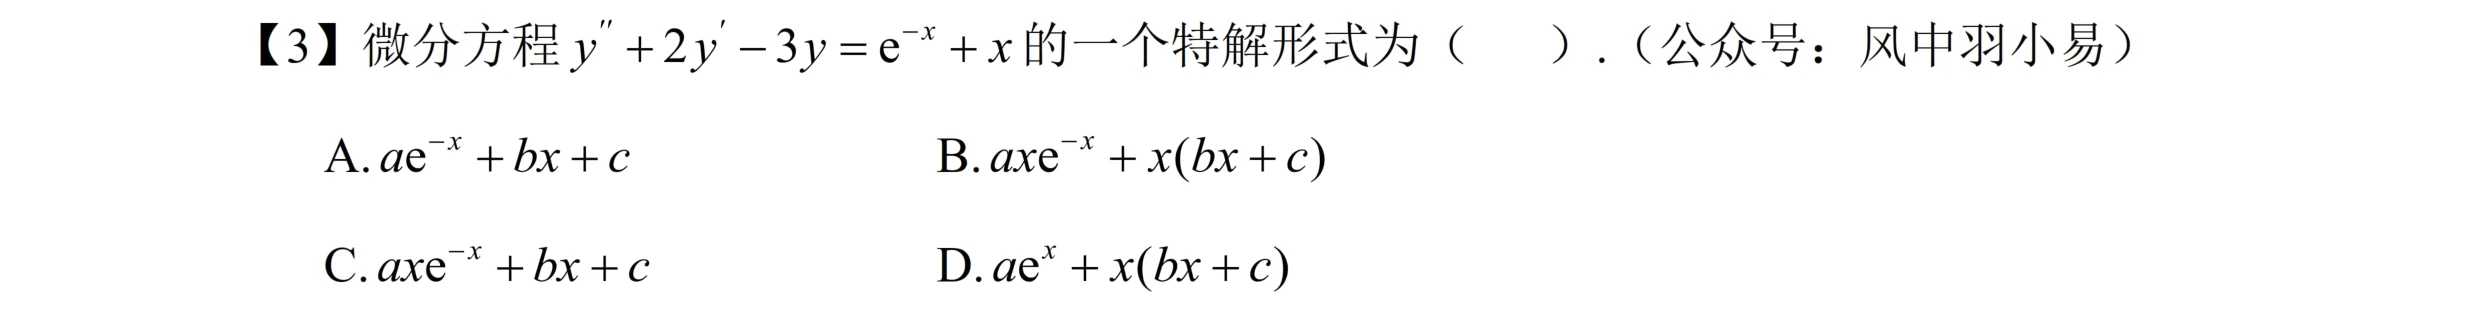 【3】微分方程 y″ + 2y′ − 3y = e⁻ˣ + x 的一个特解形式为（　　）.（公众号：风中羽小易）
A. ae⁻ˣ + bx + c　　B. axe⁻ˣ + x(bx + c)
C. axe⁻ˣ + bx + c　　D. aeˣ + x(bx + c)